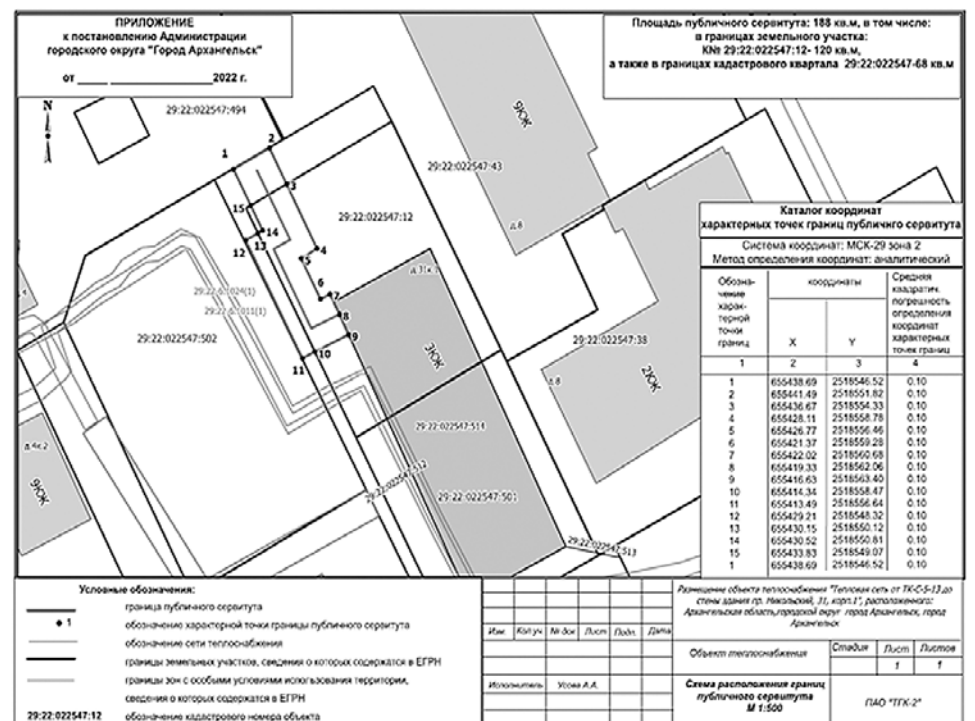 ПРИЛОЖЕНИЕ
к постановлению Администрации
городского округа "Город Архангельск"
от _____ ______________2022 г.
Площадь публичного сервитута: 188 кв.м, в том числе:
в границах земельного участка:
КN№ 29:22:022547:12- 120 кв.м,
а также в границах кадастрового квартала 29:22:022547-68 кв.м
N
29:22:022547:494
9КЖ
2
1
29:22:022547:43
3
15
29:22:022547:12
14
13
12
4
5
д.8
д.31к.1
6
7
8
9
10
11
29:22:022547:502
29:22:022547:38
3КЖ
д.8
2КЖ
29:22:022547:514
д.4к.2
9КЖ
29:22:022547:512
29:22:022547:501
29:22:022547:513
Каталог координат
характерных точек границ публичнго сервитута
Система координат: МСК-29 зона 2
Метод определения координат: аналитический
Обозна-
чение
харак-
терной
точки
границ
координаты
X Y
Средняя
квадратич.
погрешность
определения
координат
характерных
точек границ
1 2 3 4
1 655438.69 2518546.52 0.10
2 655441.49 2518551.82 0.10
3 655436.67 2518554.33 0.10
4 655428.11 2518558.78 0.10
5 655426.77 2518556.46 0.10
6 655421.37 2518559.28 0.10
7 655422.02 2518560.68 0.10
8 655419.33 2518562.06 0.10
9 655416.63 2518563.40 0.10
10 655414.34 2518558.47 0.10
11 655413.49 2518556.64 0.10
12 655429.21 2518548.32 0.10
13 655430.15 2518550.12 0.10
14 655430.52 2518550.81 0.10
15 655433.83 2518549.07 0.10
1 655438.69 2518546.52 0.10
Условные обозначения:
граница публичного сервитута
1 обозначение характерной точки границы публичного сервитута
обозначение сети теплоснабжения
границы земельных участков, сведения о которых содержатся в ЕГРН
границы зон с особыми условиями использования территории,
сведения о которых содержатся в ЕГРН
29:22:022547:12 обозначение кадастрового номера объекта
Изм. Кол.уч № док Лист Подп. Дата
Исполнитель Усова А.А.
Размещение объекта теплоснабжения "Тепловая сеть от ТК-С-5-13 до
стены здания пр. Никольский, 31, корп.1", расположенного:
Архангельская область,городской округ город Архангельск, город
Архангельск
Объект теплоснабжения
Стадия Лист Листов
1 1
Схема расположения границ
публичного сервитута
М 1:500
ПАО "ТГК-2"